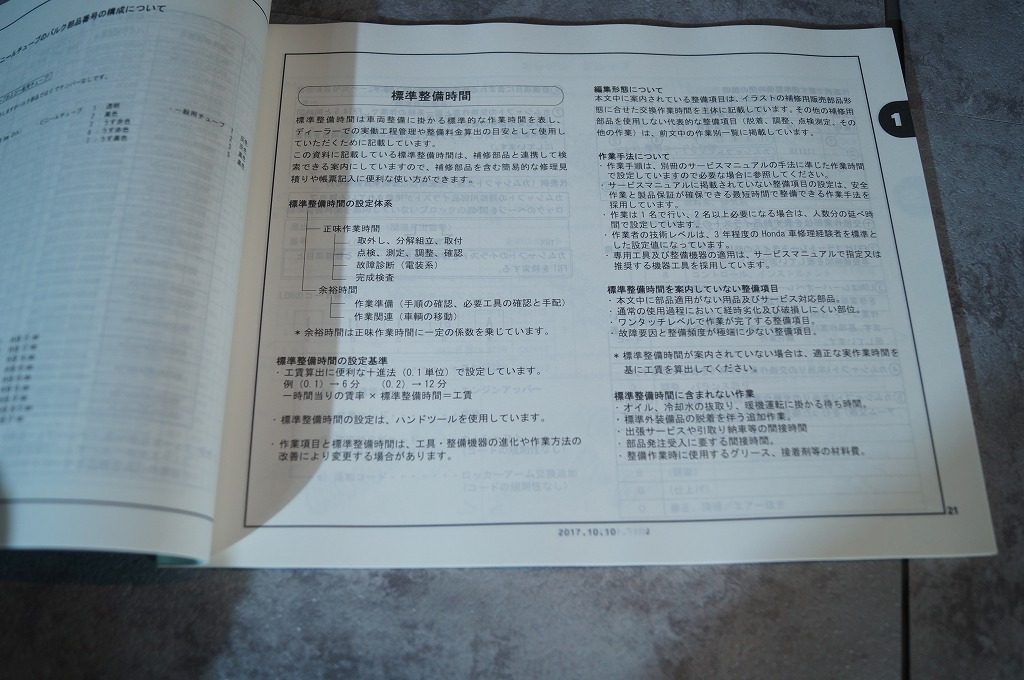 ニールチューブのバルク部品番号の構成について
ビニールチューブ
1：透明
2：黒色
・一般用チューブ
標準整備時間
標準整備時間は車両整備に掛かる標準的な作業時間を表し、
ディーラーでの実働工程管理や整備料金算出の目安として使用し
ていただくために記載しています。
この資料に記載している標準整備時間は、補修部品と連携して検
索できる案内にしていますので、補修部品を含む簡易的な修理見
積りや帳票記入に便利な使い方ができます。
標準整備時間の設定体系
正味作業時間
取外し、分解組立、取付
点検、測定、調整、確認
故障診断（電装系）
完成検査
余裕時間
作業準備（手順の確認、必要工具の確認と手配）
作業関連（車輌の移動）
＊余裕時間は正味作業時間に一定の係数を乗じています。
標準整備時間の設定基準
・工賃算出に便利な十進法（0.1単位）で設定しています。
例（0.1）→6分　（0.2）→12分
一時間当りの賃率 × 標準整備時間＝工賃
・標準整備時間の設定は、ハンドツールを使用しています。
・作業項目と標準整備時間は、工具・整備機器の進化や作業方法の
改善により変更する場合があります。
編集形態について
本文中に案内されている整備項目は、イラストの補修用販売部品形
態に合せた交換作業時間を主体に記載しています。その他の補修用
部品を使用しない代表的な整備項目（脱着、調整、点検測定、その
他の作業）は、前文中の作業別一覧に掲載しています。
作業手法について
・作業手順は、別冊のサービスマニュアルの手法に準じた作業時間
で設定していますので必要な場合に参照してください。
・サービスマニュアルに掲載されていない整備項目の設定は、安全
作業と製品保証が確保できる最短時間で整備できる作業手法を
採用しています。
・作業は1名で行い、2名以上必要になる場合は、人数分の延べ時
間で設定しています。
・作業者の技術レベルは、3年程度のHonda車修理経験者を標準と
した設定値になっています。
・専用工具及び整備機器の適用は、サービスマニュアルで指定又は
推奨する機器工具を採用しています。
標準整備時間を案内していない整備項目
・本文中に部品適用がない用品及びサービス対応部品。
・通常の使用過程において経時劣化及び破損しにくい部位。
・ワンタッチレベルで作業が完了する整備項目。
・故障要因と整備頻度が極端に少ない整備項目。
＊標準整備時間が案内されていない場合は、適正な実作業時間を
基に工賃を算出してください。
標準整備時間に含まれない作業
・オイル、冷却水の抜取り、暖機運転に掛かる待ち時間。
・標準外装備品の脱着を伴う追加作業。
・出張サービスや引取り納車等の間接時間
・部品発注受入に要する間接時間。
・整備作業時に使用するグリース、接着剤等の材料費。
1
21
2017.10.10